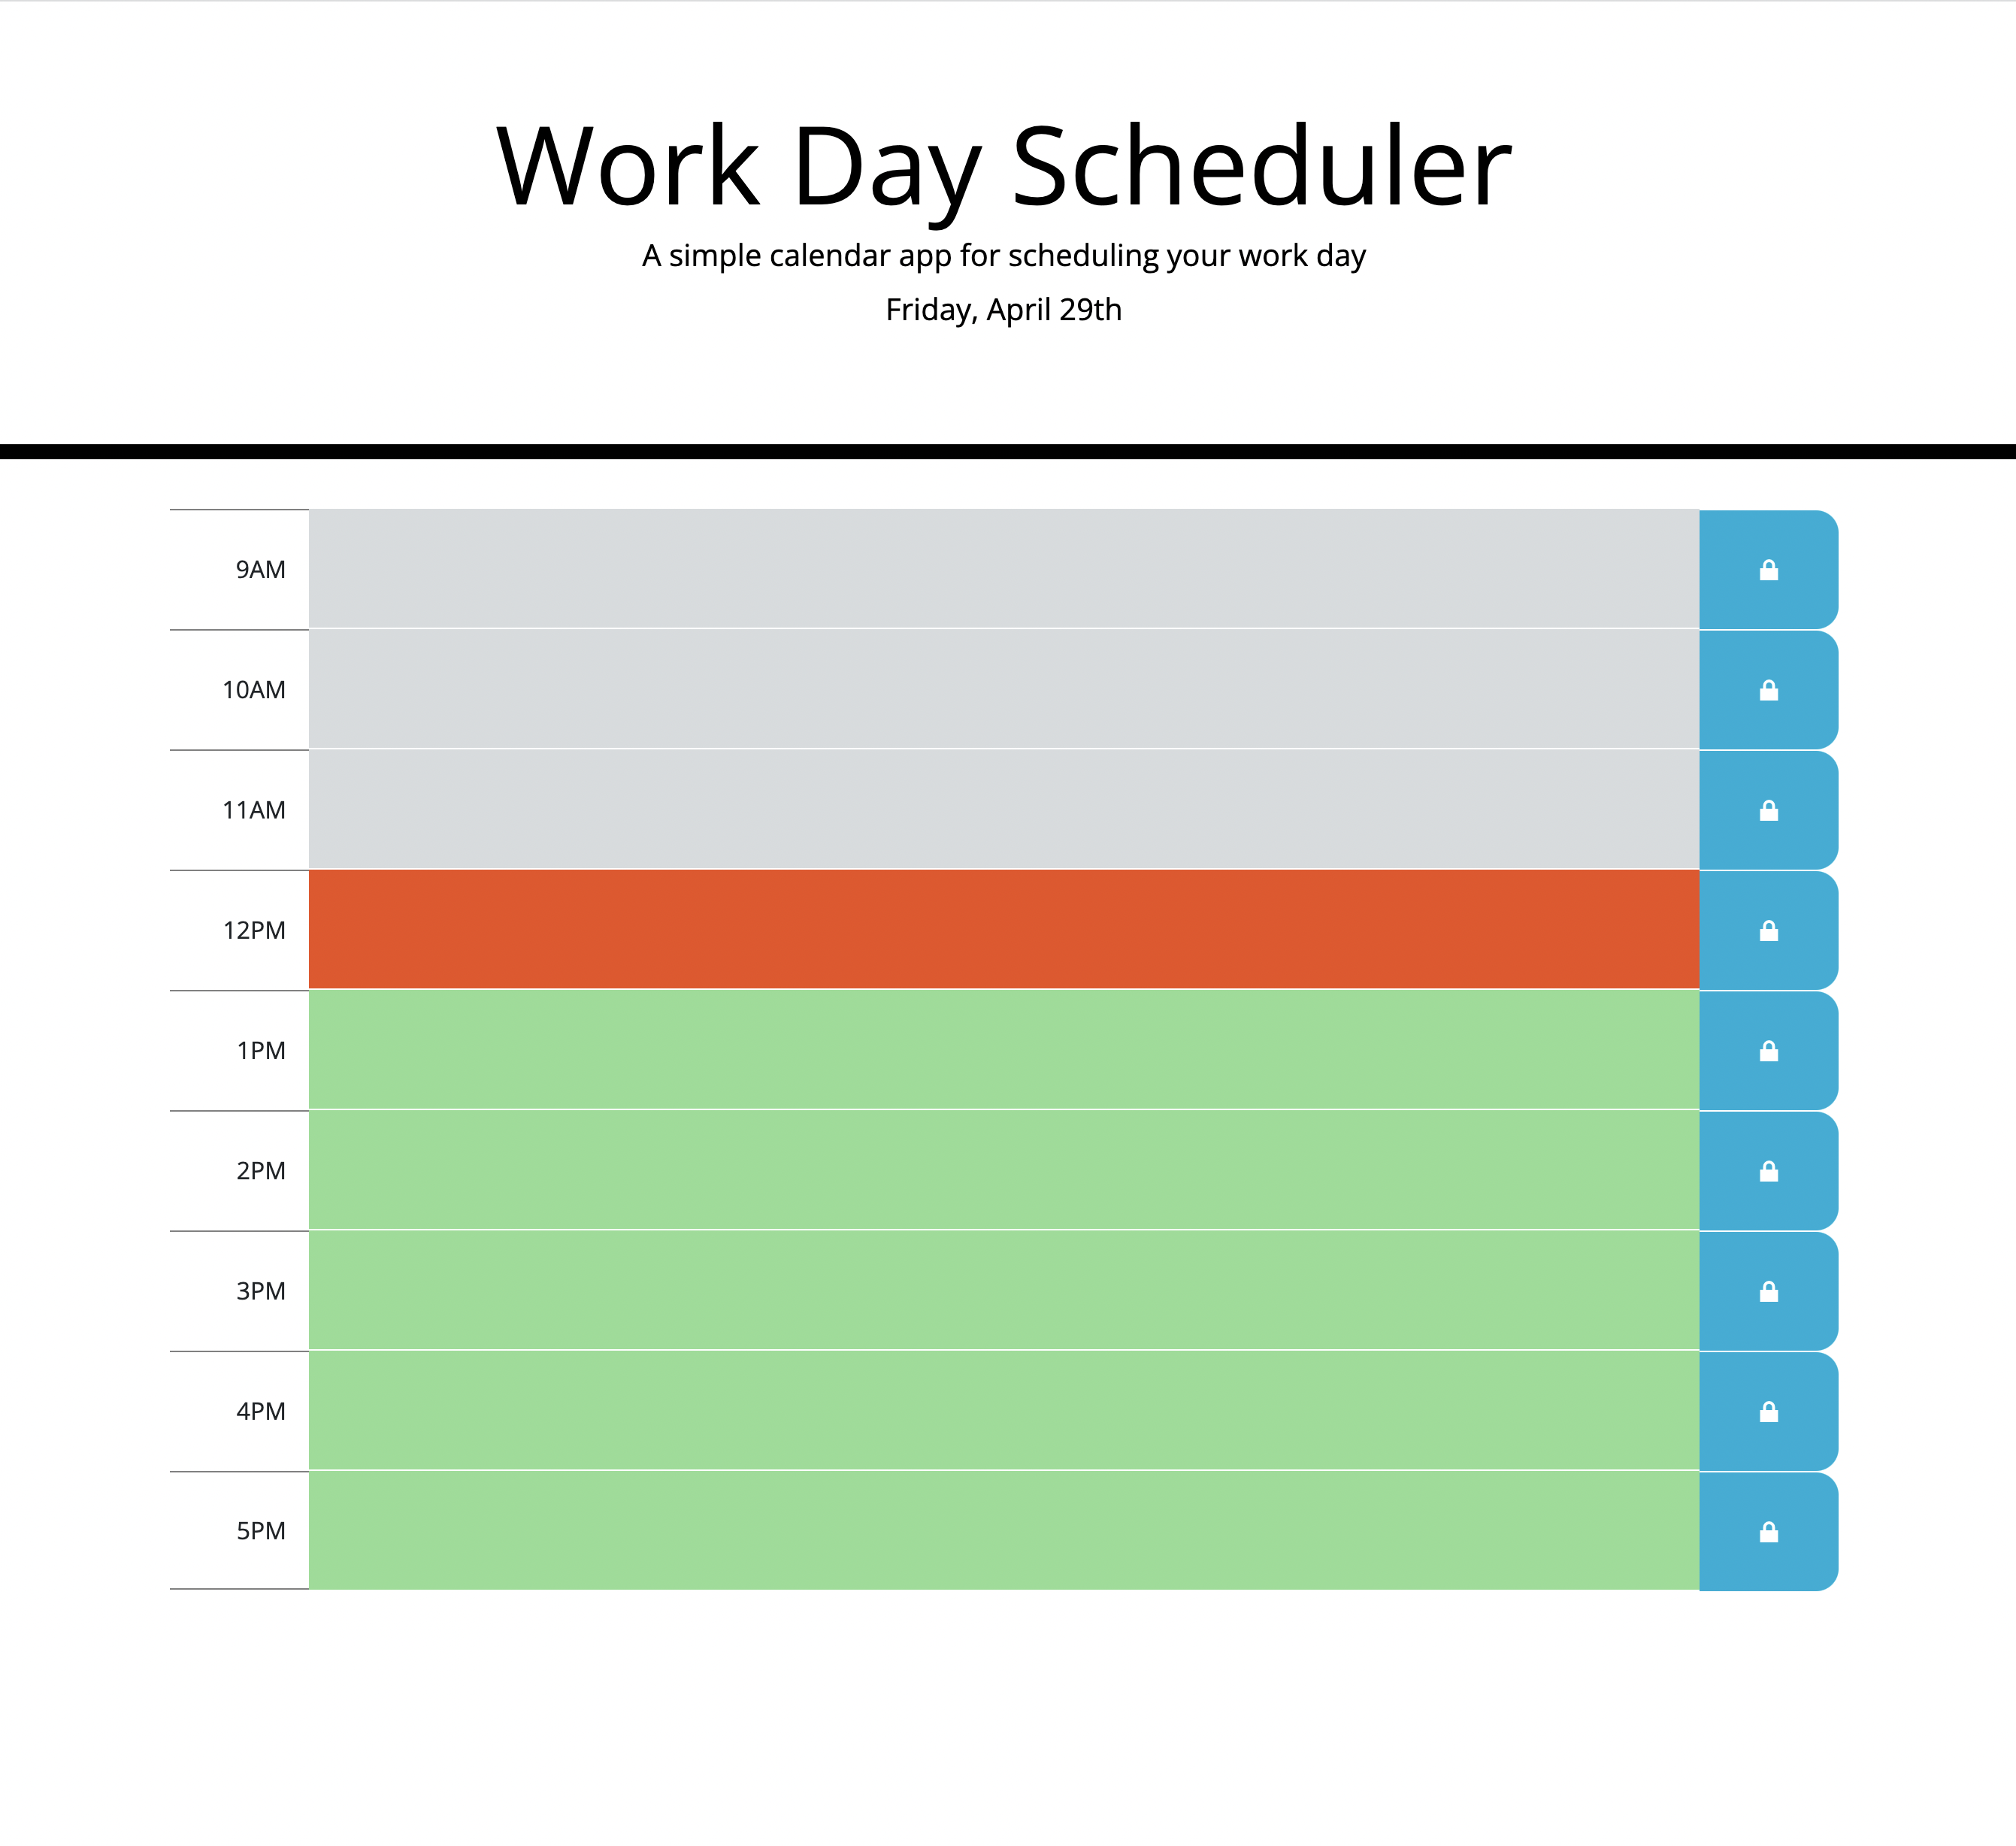 Work Day Scheduler
A simple calendar app for scheduling your work day
Friday, April 29th
9AM
10AM
11AM
12PM
1PM
2PM
3PM
4PM
5PM